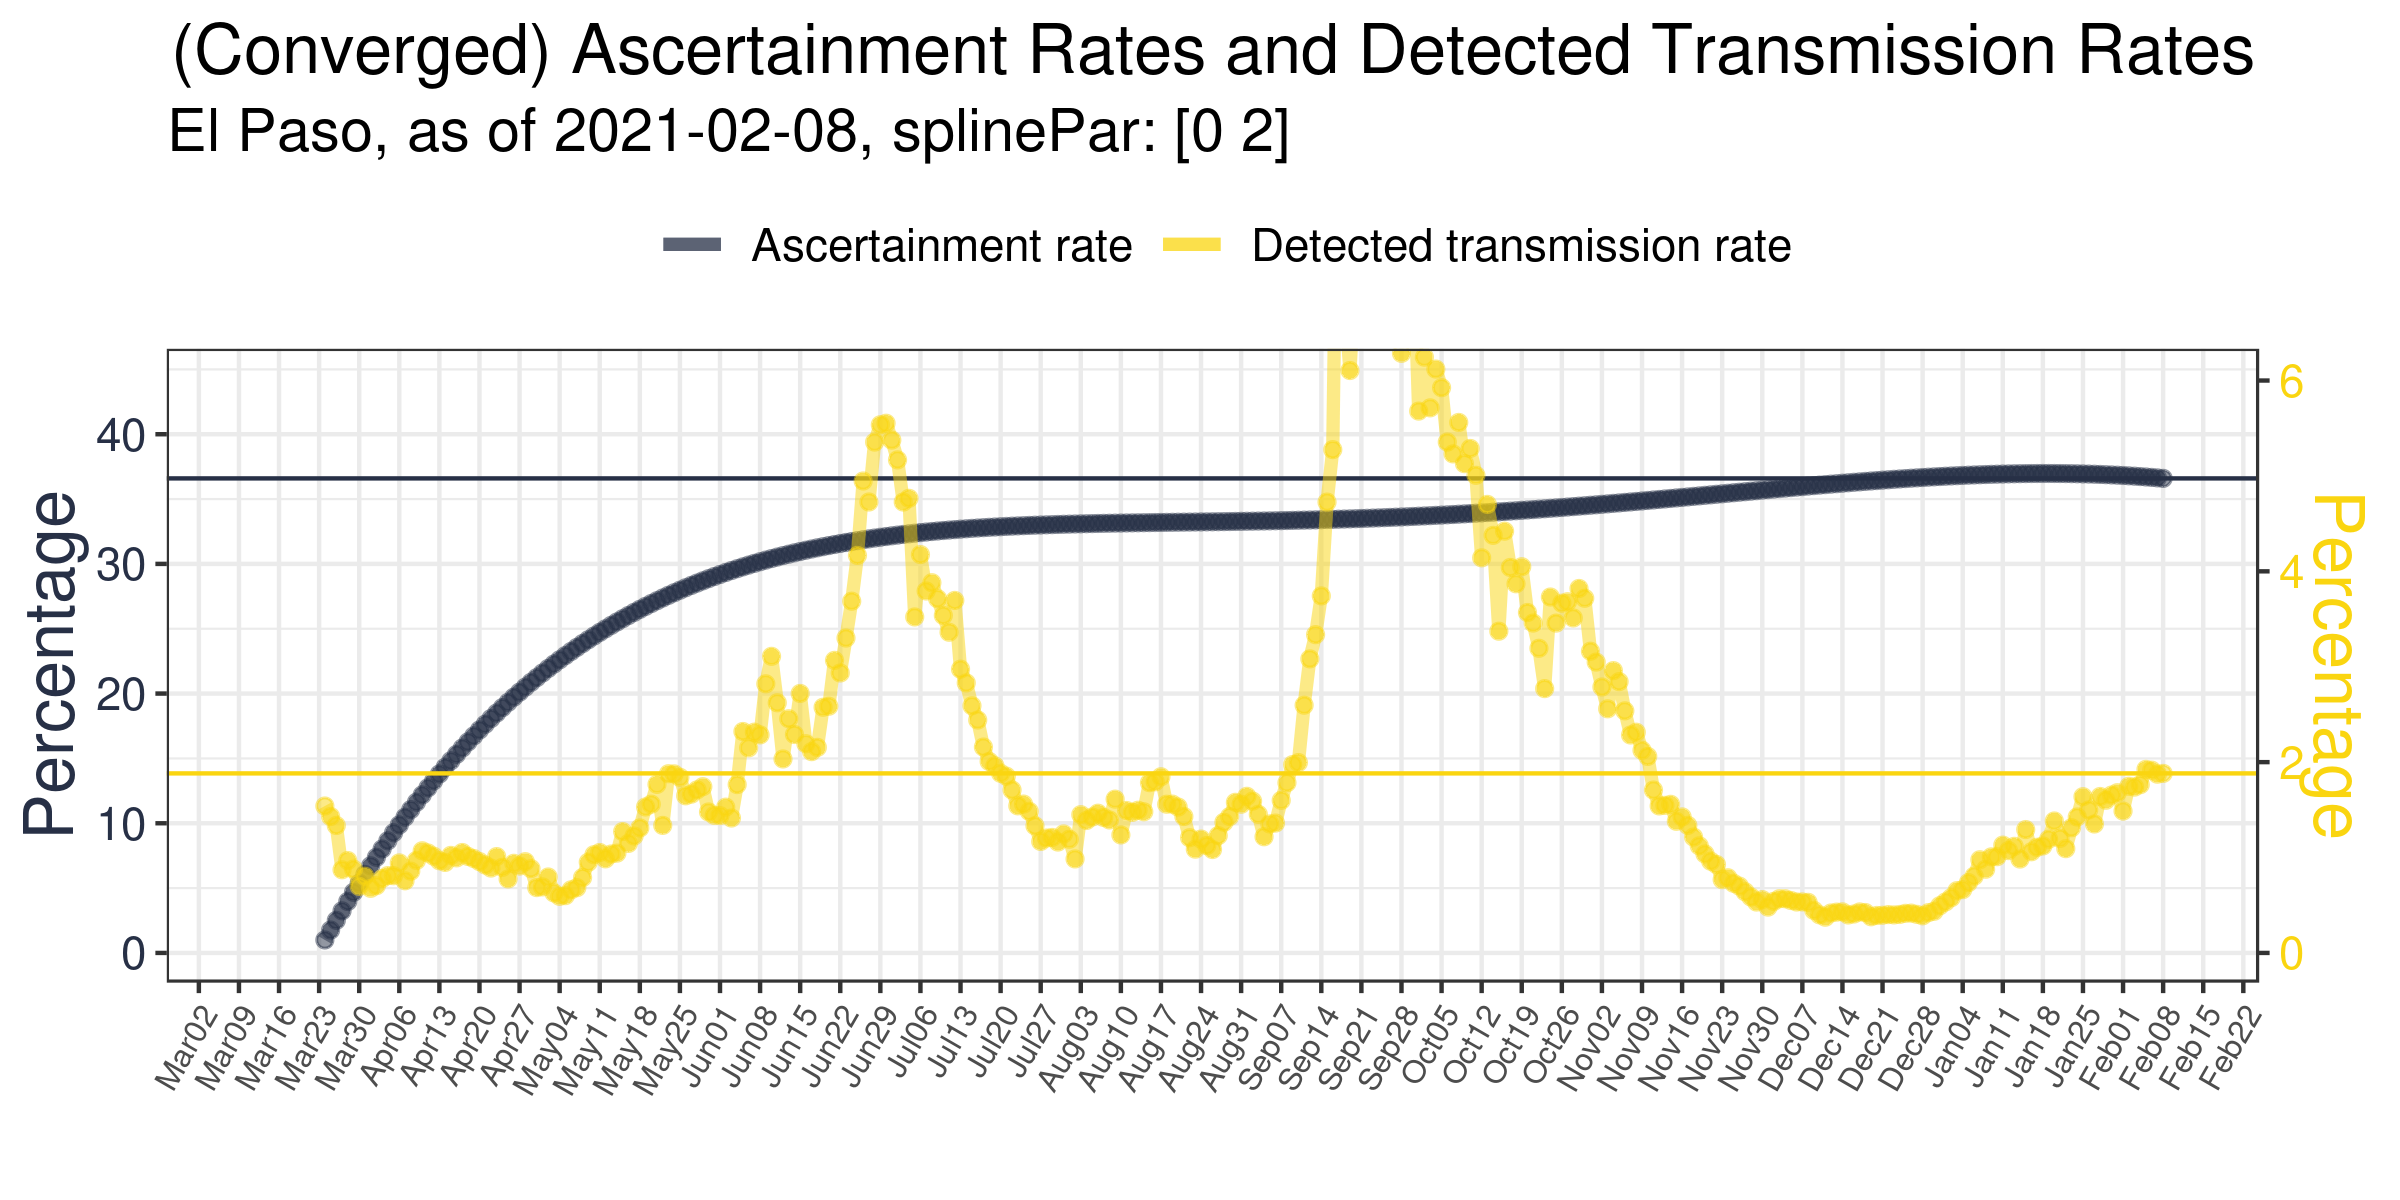 (Converged) Ascertainment Rates and Detected Transmission Rates
El Paso, as of 2021-02-08, splinePar: [0 2]
Ascertainment rate
Detected transmission rate
Percentage
40
30
20
10
0
6
4
2
0
Percentage
Mar02
Mar09
Mar16
Mar23
Mar30
Apr06
Apr13
Apr20
Apr27
May04
May11
May18
May25
Jun01
Jun08
Jun15
Jun22
Jun29
Jul06
Jul13
Jul20
Jul27
Aug03
Aug10
Aug17
Aug24
Aug31
Sep07
Sep14
Sep21
Sep28
Oct05
Oct12
Oct19
Oct26
Nov02
Nov09
Nov16
Nov23
Nov30
Dec07
Dec14
Dec21
Dec28
Jan04
Jan11
Jan18
Jan25
Feb01
Feb08
Feb15
Feb22